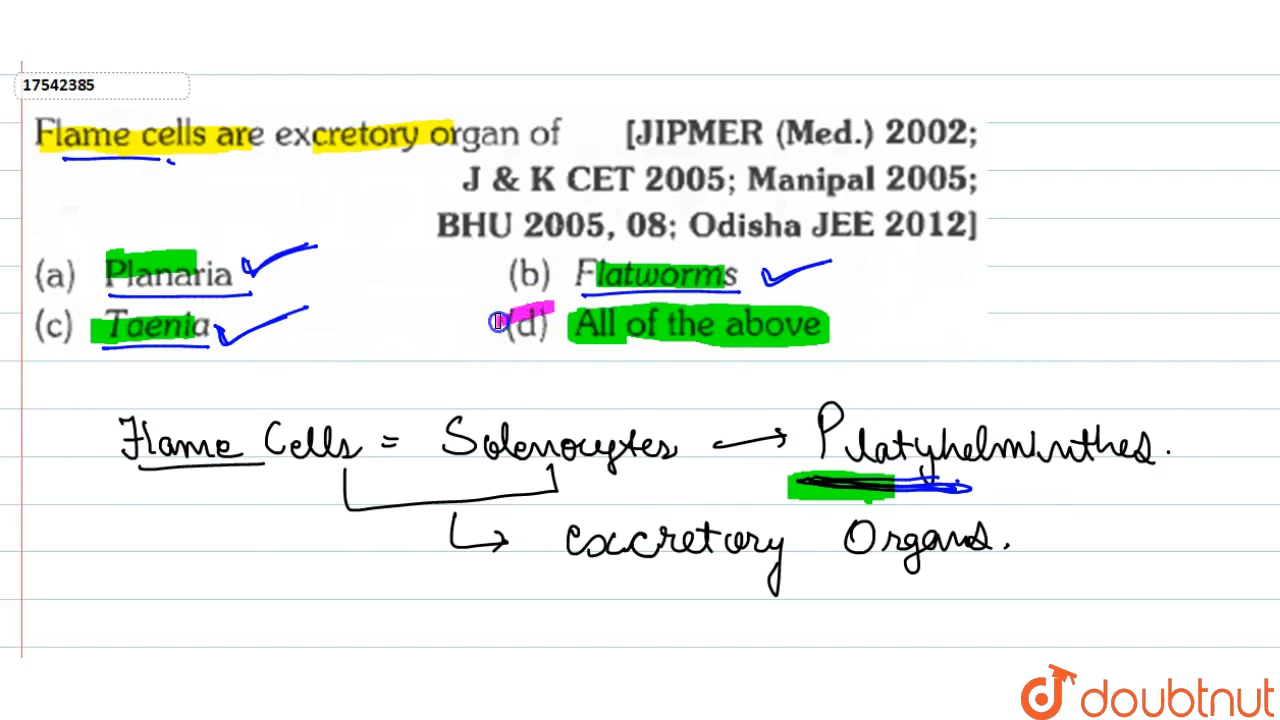 17542385
Flame cells are excretory organ of [JIPMER (Med.) 2002;
J & K CET 2005; Manipal 2005;
BHU 2005, 08; Odisha JEE 2012]
(a) Planaria (b) Flatworms
(c) Taenia (d) All of the above
Flame Cells = Solenocytes → Platyhelminthes.
↳ excretory Organs.
doubtnut